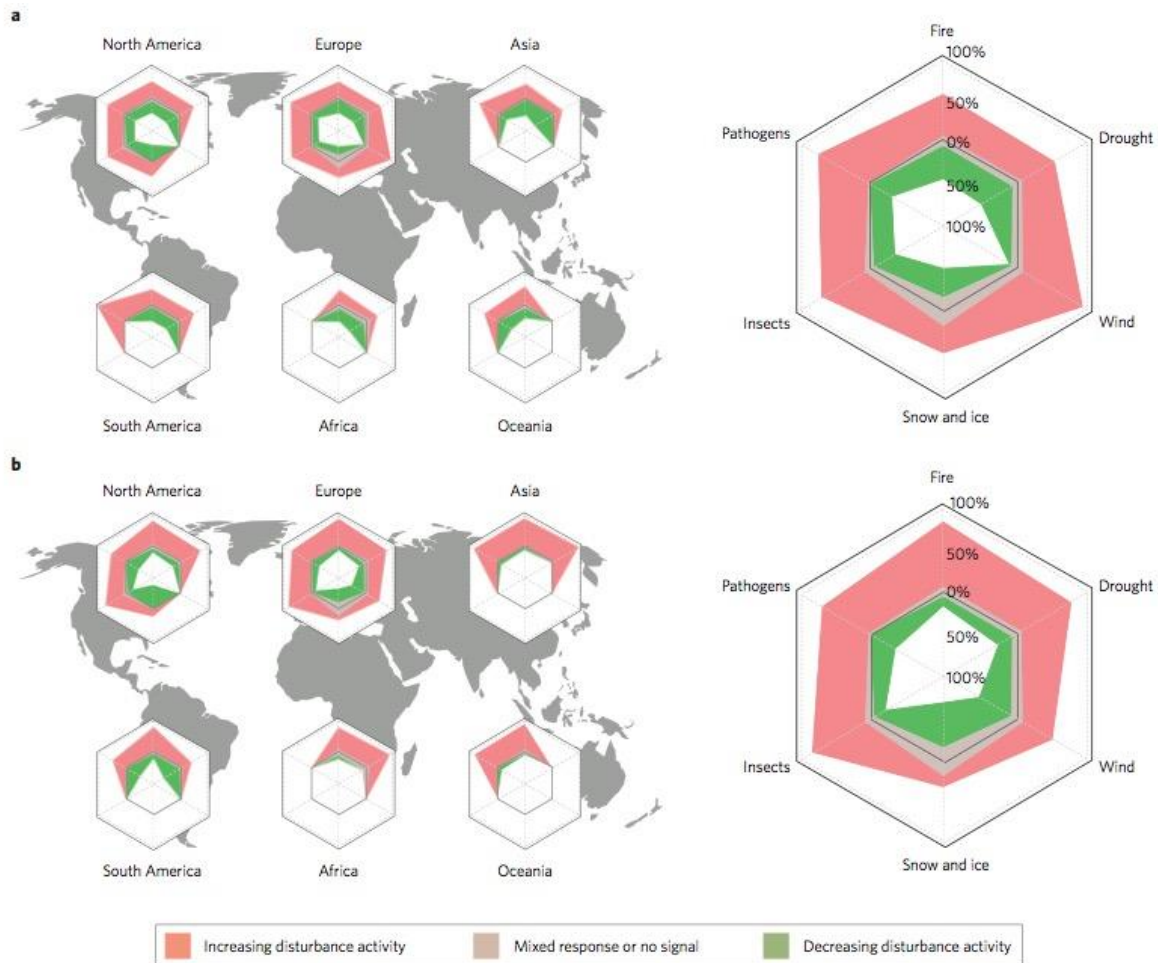 a
North America
Europe
Asia
South America
Africa
Oceania
Fire
100%
50%
0%
50%
100%
Pathogens
Drought
Insects
Wind
Snow and ice
b
North America
Europe
Asia
South America
Africa
Oceania
Fire
100%
50%
0%
50%
100%
Pathogens
Drought
Insects
Wind
Snow and ice
Increasing disturbance activity
Mixed response or no signal
Decreasing disturbance activity